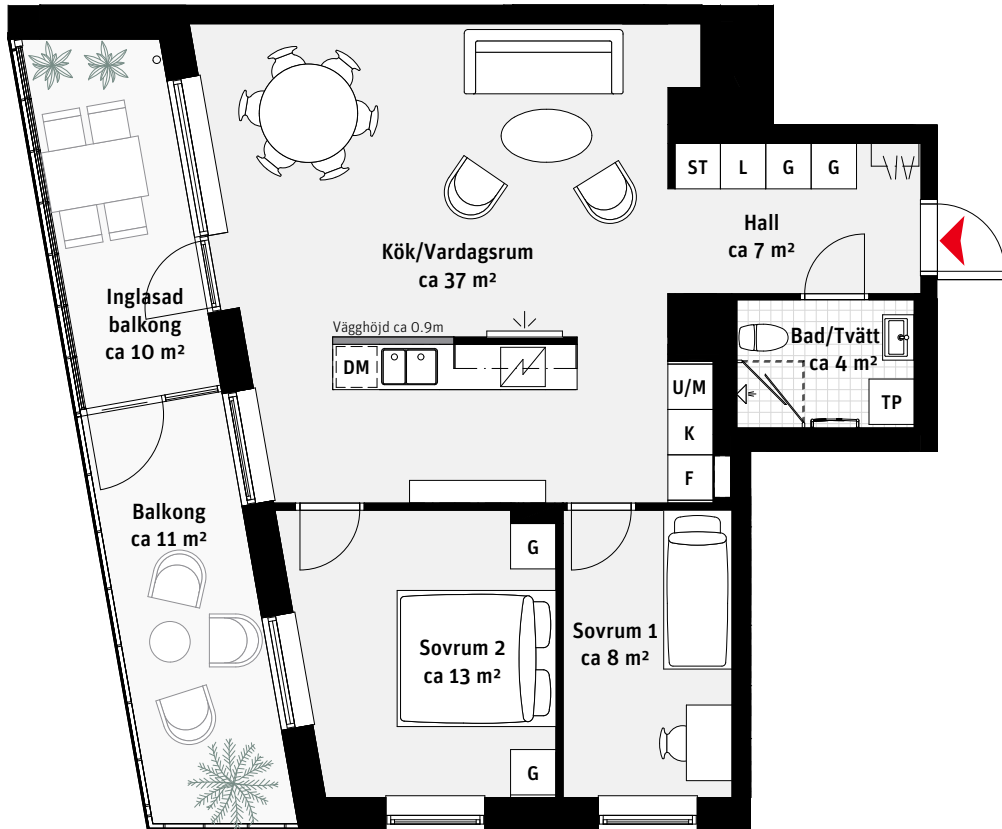 ST
L
G
G
Hall
ca 7 m²
Kök/Vardagsrum
ca 37 m²
Inglasad
balkong
ca 10 m²
Vägghöjd ca 0.9m
DM
Bad/Tvätt
ca 4 m²
TP
U/M
K
F
Balkong
ca 11 m²
G
Sovrum 2
ca 13 m²
G
Sovrum 1
ca 8 m²